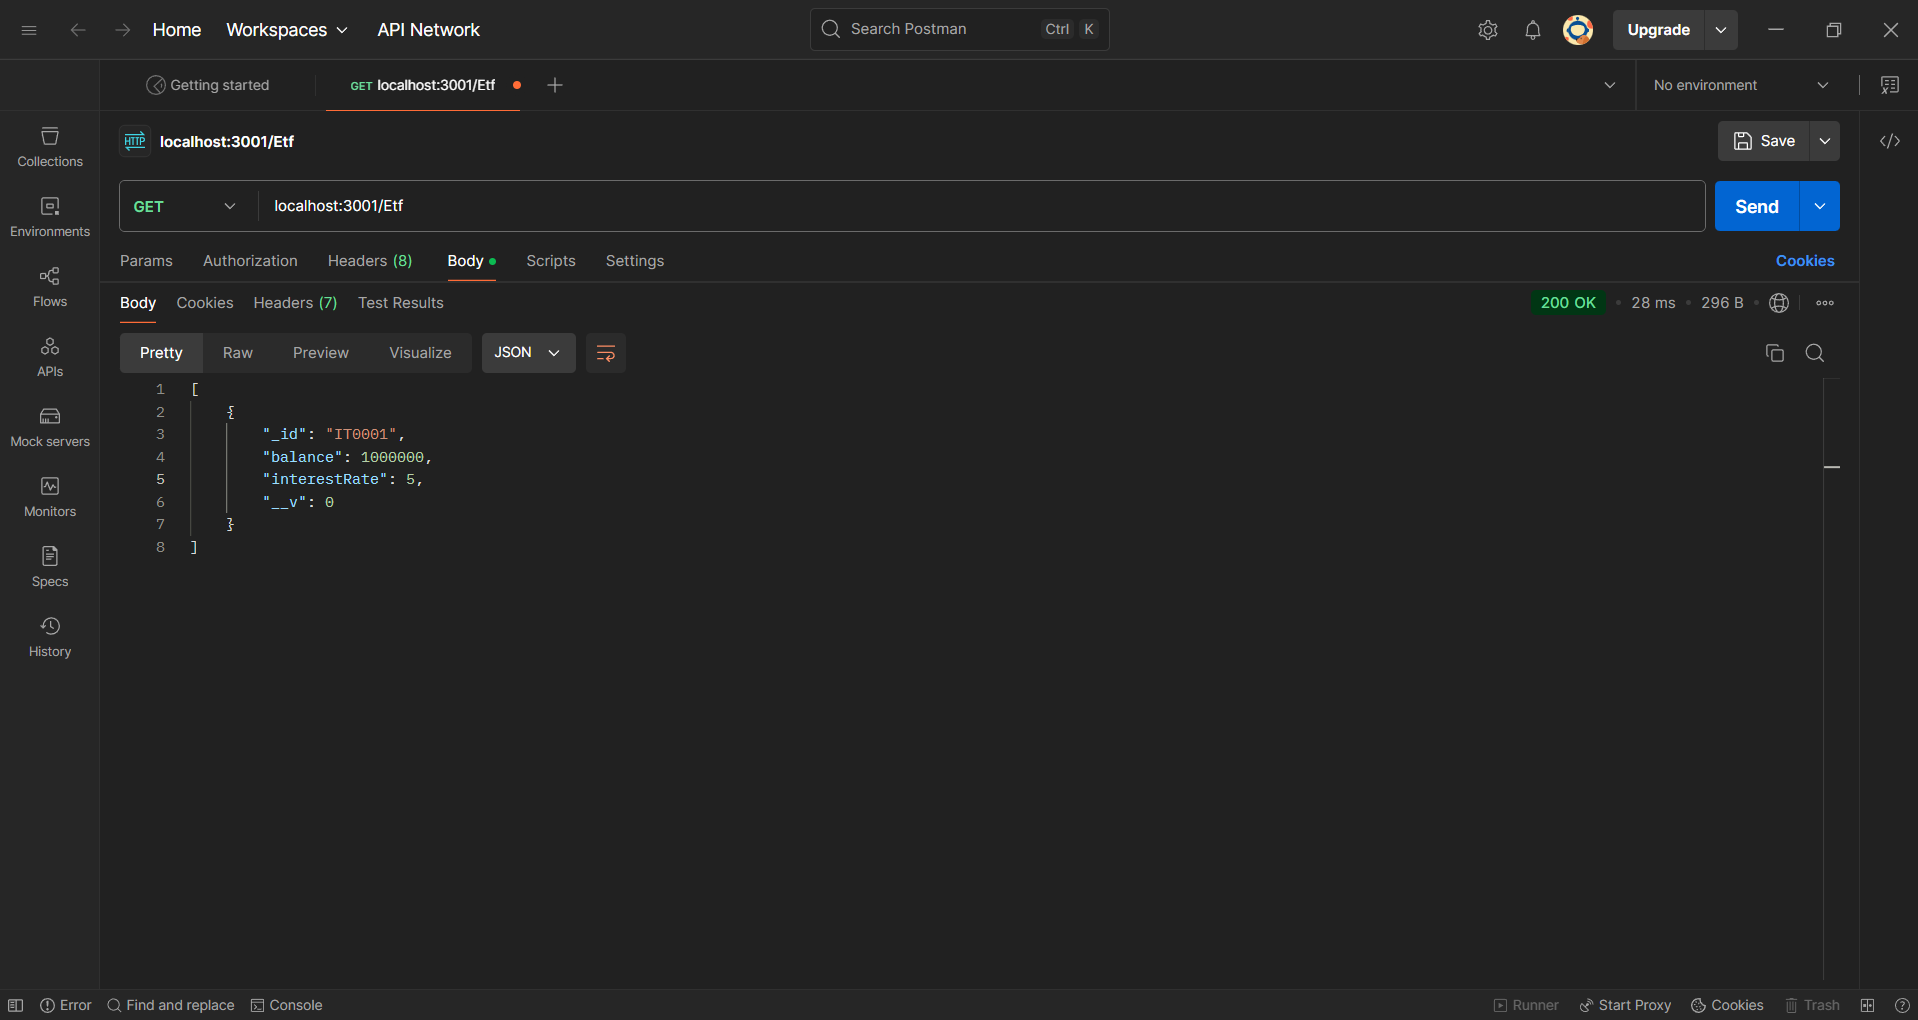 Home Workspaces API Network Search Postman Ctrl K Upgrade
Getting started GET localhost:3001/Etf No environment
HTTP localhost:3001/Etf Save
GET localhost:3001/Etf Send
Params Authorization Headers (8) Body Scripts Settings Cookies
Body Cookies Headers (7) Test Results 200 OK 28 ms 296 B
Pretty Raw Preview Visualize JSON
1 [
2 {
3 "_id": "IT0001",
4 "balance": 1000000,
5 "interestRate": 5,
6 "__v": 0
7 }
8 ]
Collections
Environments
Flows
APIs
Mock servers
Monitors
Specs
History
Error Find and replace Console Runner Start Proxy Cookies Trash